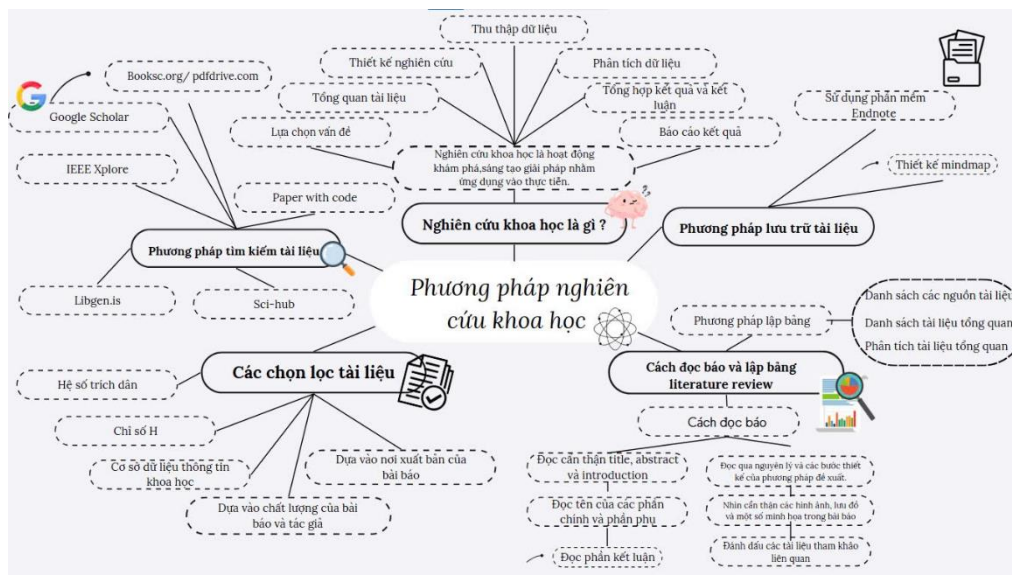 Thu thập dữ liệu
Thiết kế nghiên cứu
Phân tích dữ liệu
Tổng quan tài liệu
Tổng hợp kết quả và kết
luận
Lựa chọn vấn đề
Báo cáo kết quả
Nghiên cứu khoa học là hoạt động
khám phá,sáng tạo giải pháp nhằm
ứng dụng vào thực tiễn.
Nghiên cứu khoa học là gì ?
Booksc.org/ pdfdrive.com
Google Scholar
IEEE Xplore
Paper with code
Phương pháp tìm kiếm tài liệu
Libgen.is
Sci-hub
Sử dụng phần mềm
Endnote
Thiết kế mindmap
Phương pháp lưu trữ tài liệu
Phương pháp nghiên
cứu khoa học
Các chọn lọc tài liệu
Hệ số trích dẫn
Chỉ số H
Cơ sở dữ liệu thông tin
khoa học
Dựa vào chất lượng của bài
báo và tác giả
Dựa vào nơi xuất bản của
bài báo
Phương pháp lập bảng
Danh sách các nguồn tài liệu
Danh sách tài liệu tổng quan
Phân tích tài liệu tổng quan
Cách đọc báo và lập bảng
literature review
Cách đọc báo
Đọc cẩn thận title, abstract
và introduction
Đọc tên của các phần
chính và phần phụ
Đọc phần kết luận
Đọc qua nguyên lý và các bước thiết
kế của phương pháp đề xuất.
Nhìn cẩn thận các hình ảnh, lưu đồ
và một số minh họa trong bài báo
Đánh dấu các tài liệu tham khảo
liên quan